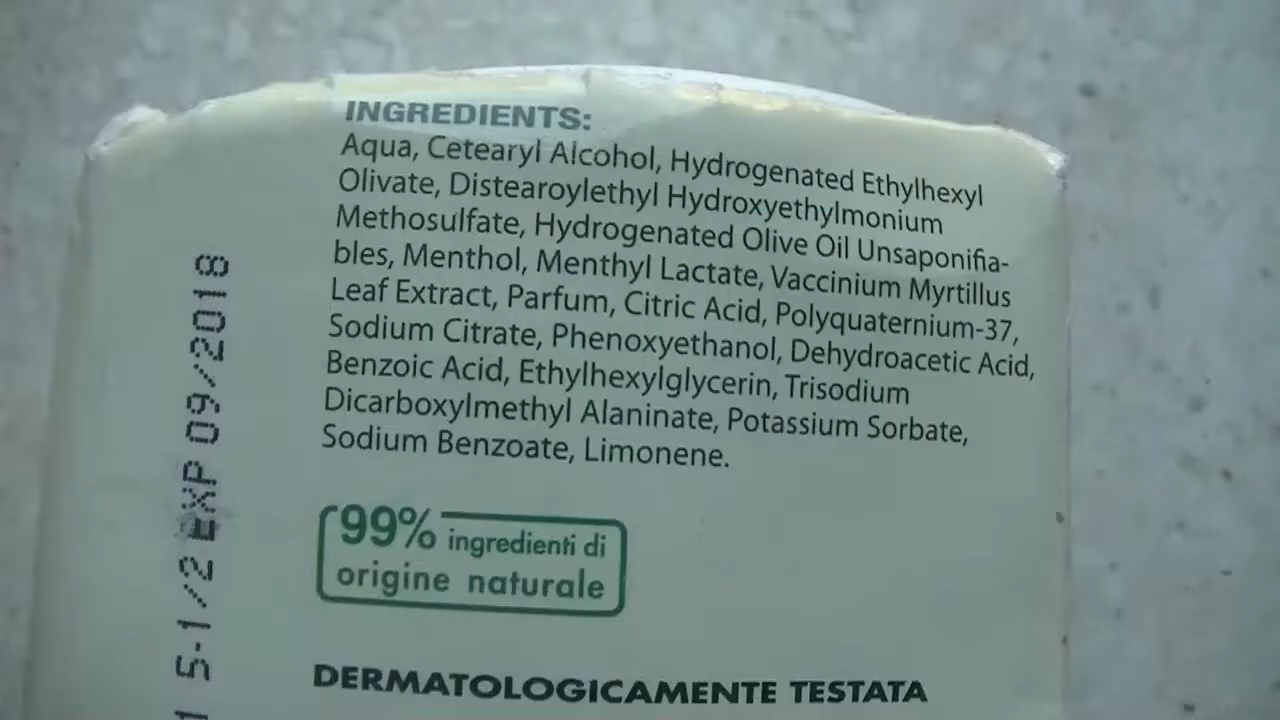 INGREDIENTS:
Aqua, Cetearyl Alcohol, Hydrogenated Ethylhexyl
Olivate, Distearoylethyl Hydroxyethylmonium
Methosulfate, Hydrogenated Olive Oil Unsaponifia-
bles, Menthol, Menthyl Lactate, Vaccinium Myrtillus
Leaf Extract, Parfum, Citric Acid, Polyquaternium-37,
Sodium Citrate, Phenoxyethanol, Dehydroacetic Acid,
Benzoic Acid, Ethylhexylglycerin, Trisodium
Dicarboxylmethyl Alaninate, Potassium Sorbate,
Sodium Benzoate, Limonene.
99% ingredienti di
origine naturale
DERMATOLOGICAMENTE TESTATA
5-1/2 EXP 09/2018